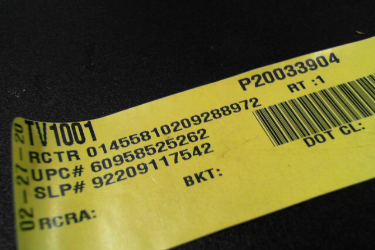 P20033904
RT :1
TV1001
RCTR 01455810209288972
UPC# 60958525262
SLP# 92209117542
BKT:
DOT CL:
RCRA:
02-27-20